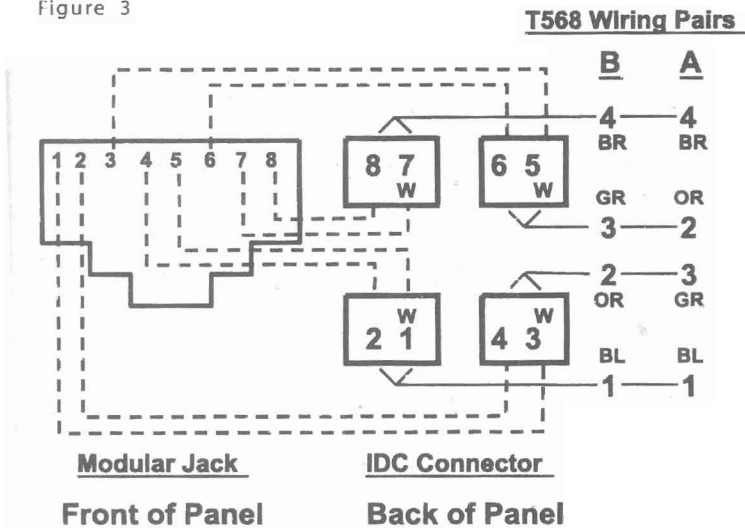 Figure 3
T568 Wiring Pairs
B A
4 4
BR BR
1 2 3 4 5 6 7 8
8 7
W
6 5
W
GR OR
3 2
2 3
OR GR
W
2 1
W
4 3
BL BL
1 1
Modular Jack
IDC Connector
Front of Panel
Back of Panel